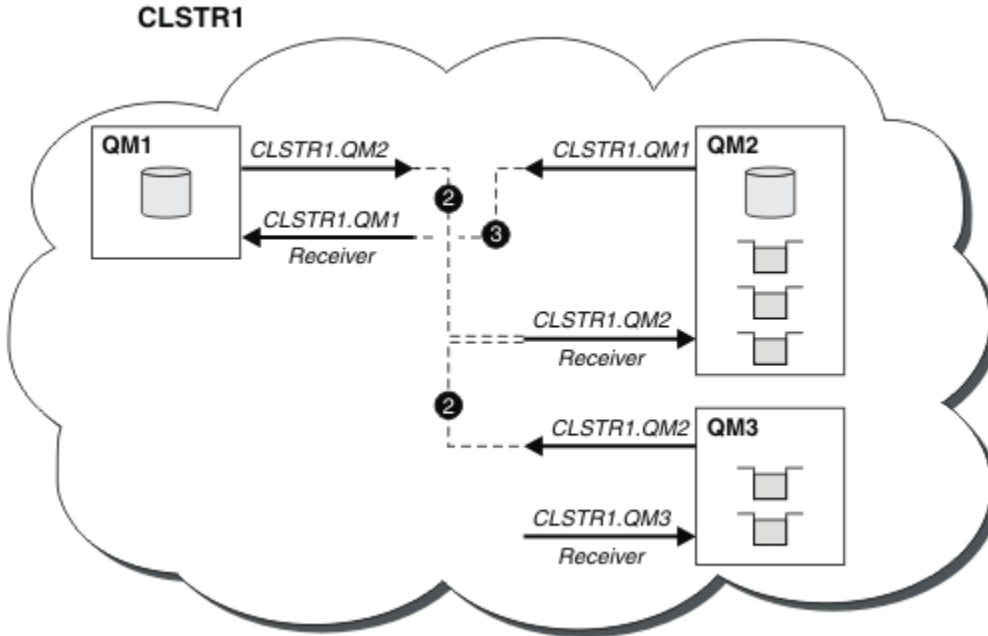 CLSTR1
QM1
CLSTR1.QM2
CLSTR1.QM1
QM2
2
CLSTR1.QM1
Receiver
3
CLSTR1.QM2
Receiver
2
CLSTR1.QM2
QM3
CLSTR1.QM3
Receiver